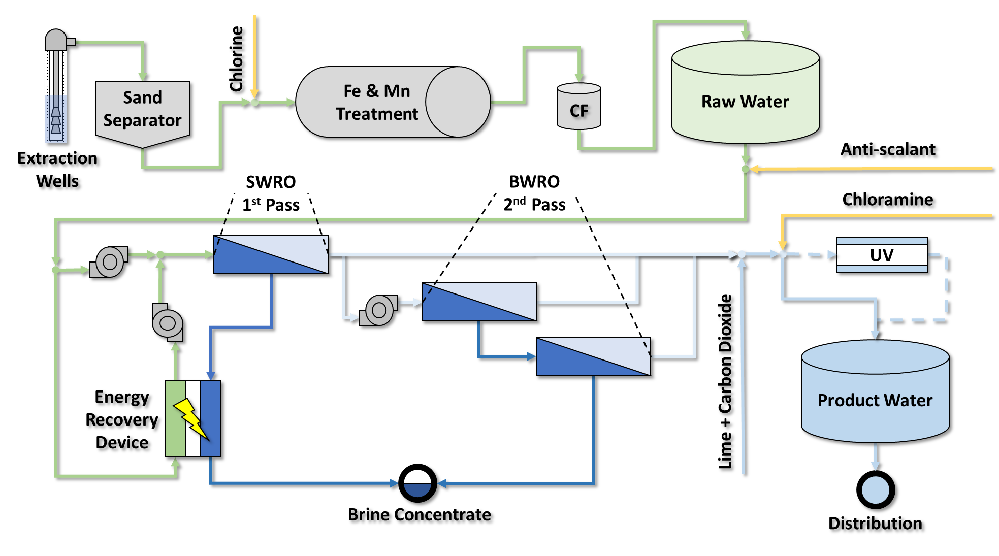 Chlorine
Sand
Separator
Fe & Mn
Treatment
CF
Raw Water
Extraction
Wells
Anti-scalant
SWRO
1st Pass
BWRO
2nd Pass
Chloramine
UV
Lime + Carbon Dioxide
Energy
Recovery
Device
Product Water
Brine Concentrate
Distribution